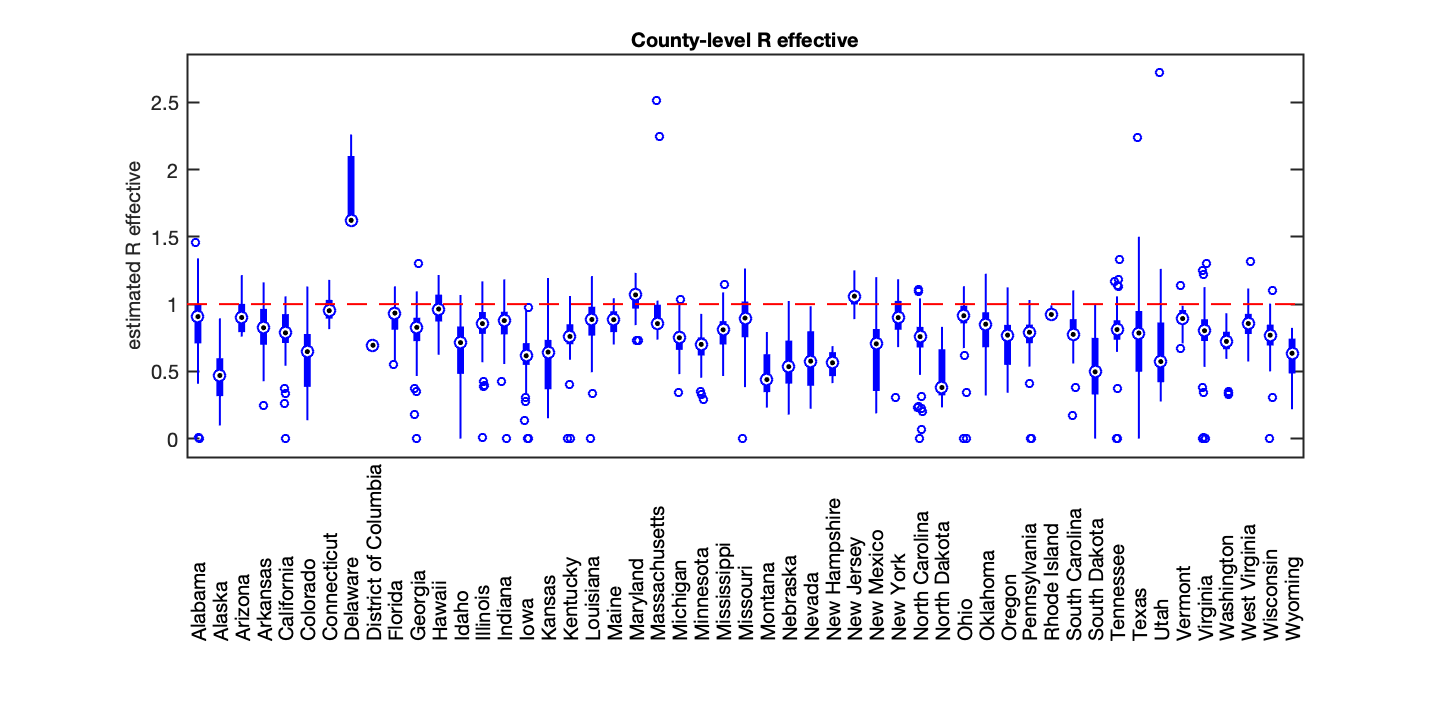 County-level R effective
estimated R effective
2.5
2
1.5
1
0.5
0
Alabama
Alaska
Arizona
Arkansas
California
Colorado
Connecticut
Delaware
District of Columbia
Florida
Georgia
Hawaii
Idaho
Illinois
Indiana
Iowa
Kansas
Kentucky
Louisiana
Maine
Maryland
Massachusetts
Michigan
Minnesota
Mississippi
Missouri
Montana
Nebraska
Nevada
New Hampshire
New Jersey
New Mexico
New York
North Carolina
North Dakota
Ohio
Oklahoma
Oregon
Pennsylvania
Rhode Island
South Carolina
South Dakota
Tennessee
Texas
Utah
Vermont
Virginia
Washington
West Virginia
Wisconsin
Wyoming